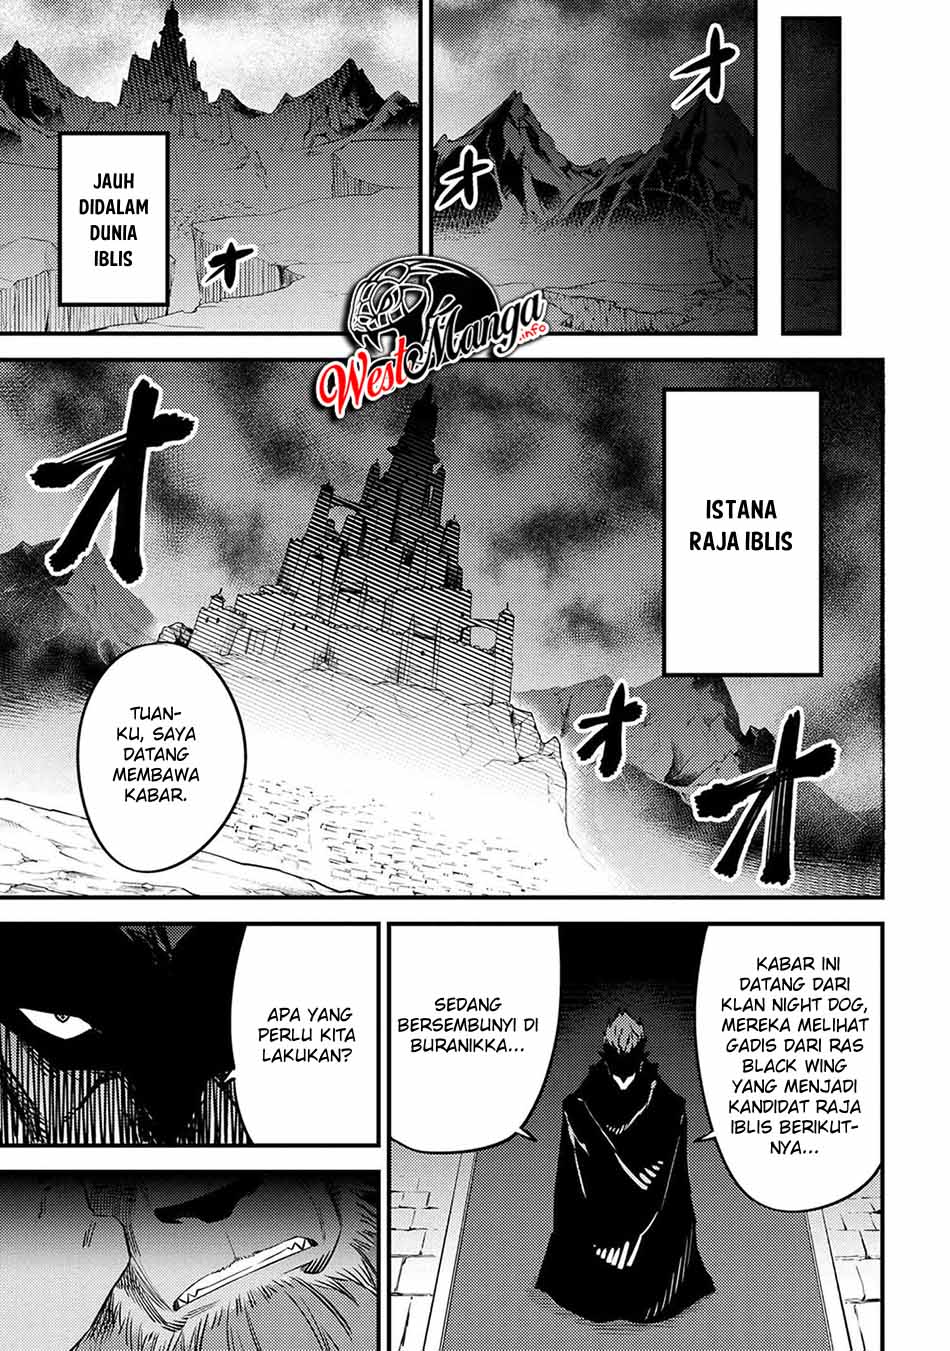 オ
オ
オ
JAUH
DIDALAM
DUNIA
IBLIS
WestManga
.info
ISTANA
RAJA IBLIS
オ
オ
オ
TUAN-
KU, SAYA
DATANG
MEMBAWA
KABAR.
KABAR INI
DATANG DARI
KLAN NIGHT DOG,
MEREKA MELIHAT
GADIS DARI RAS
BLACK WING
YANG MENJADI
KANDIDAT RAJA
IBLIS BERIKUT-
NYA...
SEDANG
BERSEMBUNYI DI
BURANIKKA...
APA YANG
PERLU KITA
LAKUKAN?